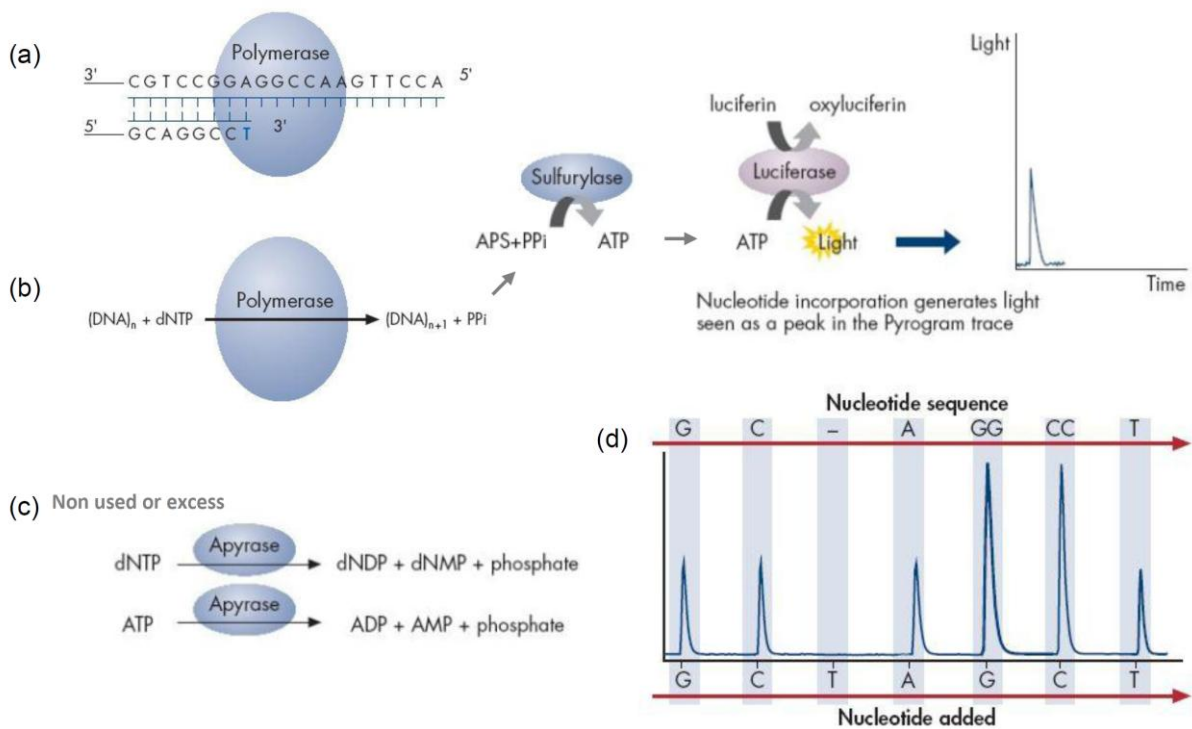 (a)
Polymerase
3' CGTCCGGAGGCCAAGTTCCA 5'
5' GCAGGCCT 3'
(b)
(DNA)n + dNTP
Polymerase
(DNA)n+1 + PPi
Sulfurylase
APS+PPi
ATP
luciferin
oxyluciferin
Luciferase
ATP
Light
Light
Time
Nucleotide incorporation generates light
seen as a peak in the Pyrogram trace
(c) Non used or excess
dNTP
Apyrase
dNDP + dNMP + phosphate
ATP
Apyrase
ADP + AMP + phosphate
(d)
Nucleotide sequence
G C – A GG CC T
G C T A G C T
Nucleotide added